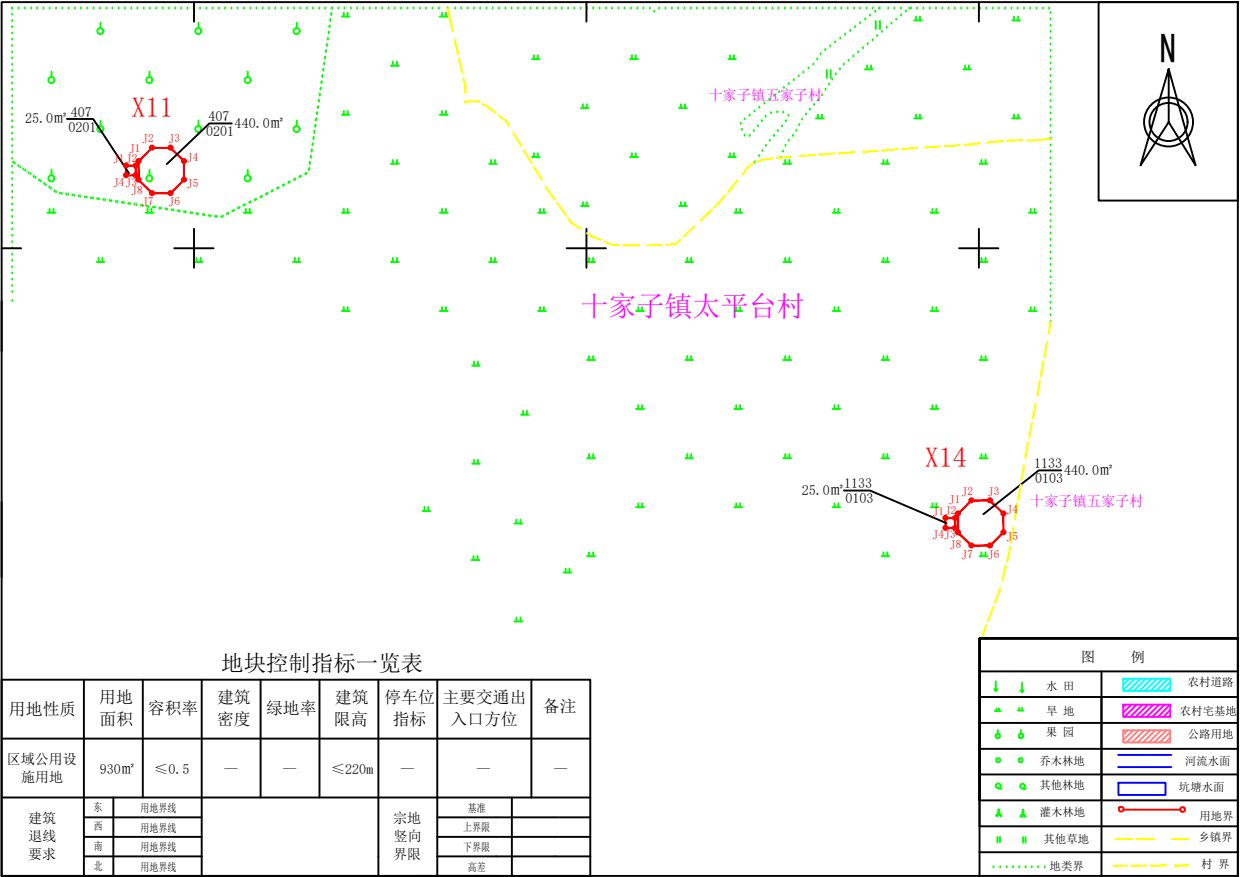 N
十家子镇五家子村
X11
25.0㎡ 407
0201
407 440.0㎡
0201
J1 J2 J3 J4 J5 J6 J7 J8
J1 J2 J3 J4
十家子镇太平台村
X14
25.0㎡ 1133
0103
1133 440.0㎡
0103
十家子镇五家子村
J1 J2 J3 J4 J5 J6 J7 J8
J1 J2 J3 J4
地块控制指标一览表
用地性质 用地面积 容积率 建筑密度 绿地率 建筑限高 停车位指标 主要交通出入口方位 备注
区域公用设施用地 930㎡ ≤0.5 — — ≤220m — — —
建筑退线要求 东 用地界线 宗地竖向界限 基准
西 用地界线 上界限
南 用地界线 下界限
北 用地界线 高差
图 例
水 田 农村道路
旱 地 农村宅基地
果 园 公路用地
乔木林地 河流水面
其他林地 坑塘水面
灌木林地 用地界
其他草地 乡镇界
地类界 村 界